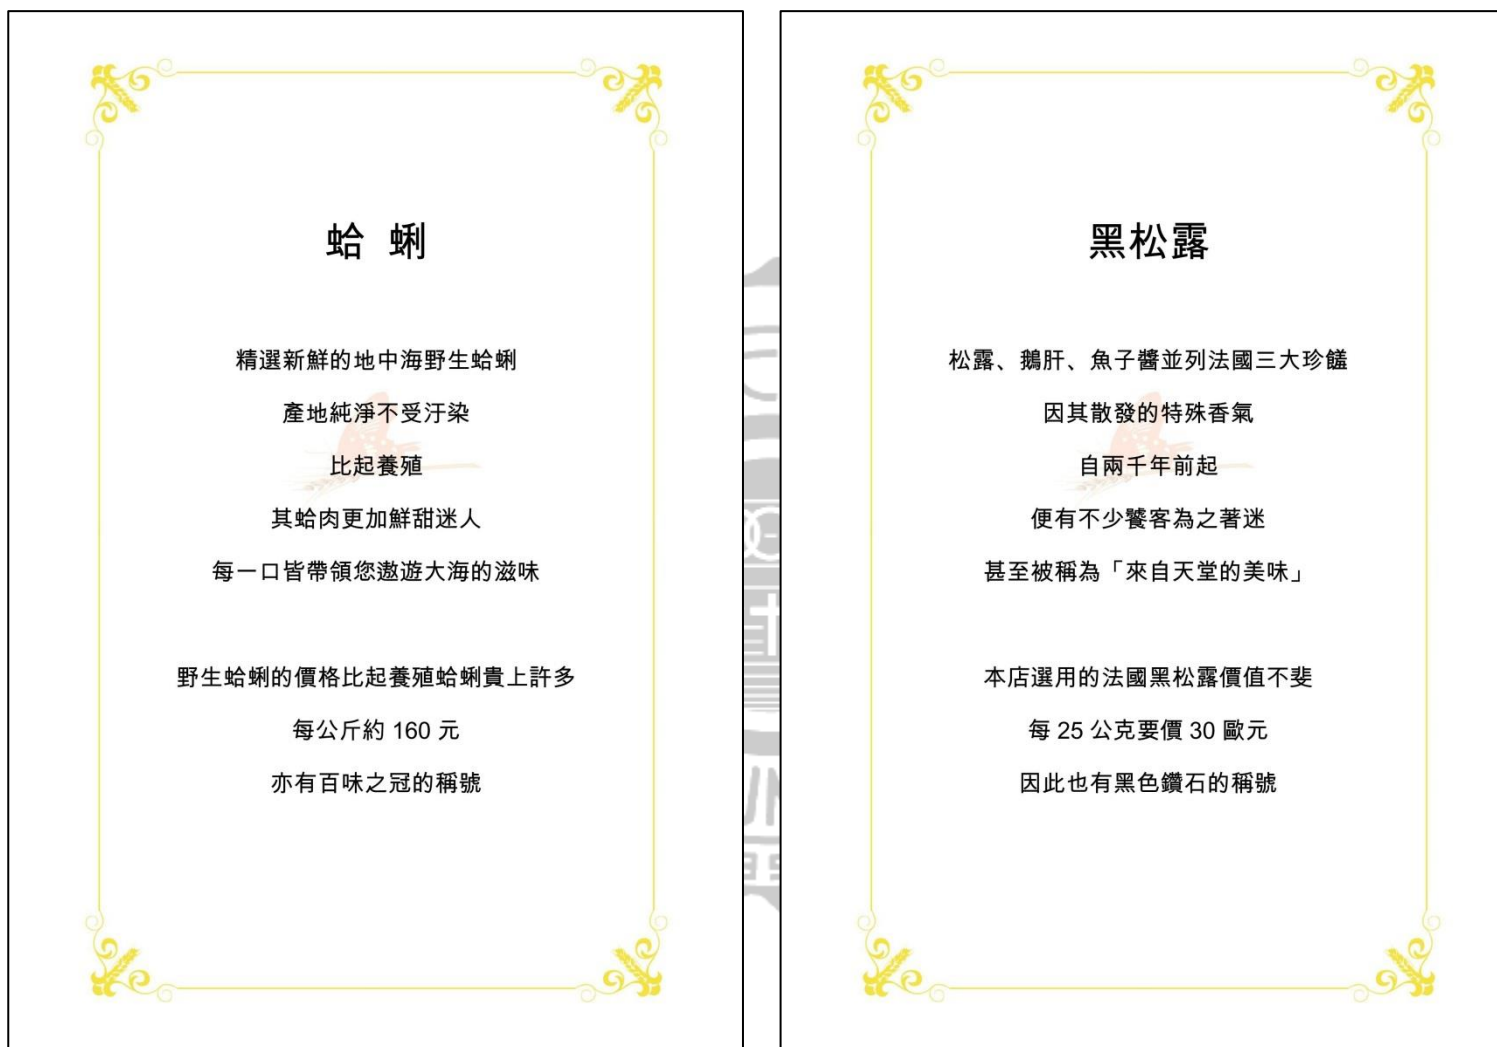 蛤 蜊
精選新鮮的地中海野生蛤蜊
產地純淨不受汙染
比起養殖
其蛤肉更加鮮甜迷人
每一口皆帶領您遨遊大海的滋味
野生蛤蜊的價格比起養殖蛤蜊貴上許多
每公斤約 160 元
亦有百味之冠的稱號
黑松露
松露、鵝肝、魚子醬並列法國三大珍饈
因其散發的特殊香氣
自兩千年前起
便有不少饕客為之著迷
甚至被稱為「來自天堂的美味」
本店選用的法國黑松露價值不斐
每 25 公克要價 30 歐元
因此也有黑色鑽石的稱號